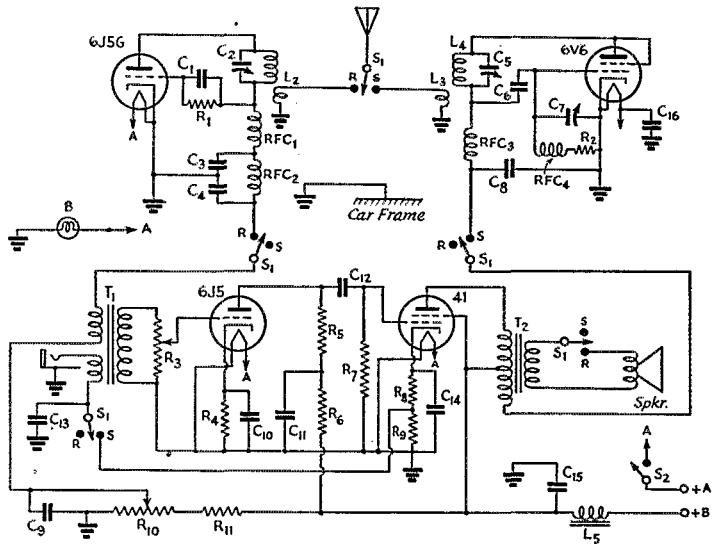 6J5G
C1
R1
A
C2
L2
RFC1
C3
C4
RFC2
S1
R S
L3
L4
C5
C6
6V6
C7
R2
C16
RFC3
RFC4
C8
Car Frame
B
A
R
S
S1
R
S
S1
T1
R3
6J5
A
R4
C10
C11
R5
R6
C12
R7
41
A
R8
R9
C14
T2
S1
S
R
Spkr.
C13
S1
R
S
C9
R10
R11
C15
L5
A
S2
+A
+B